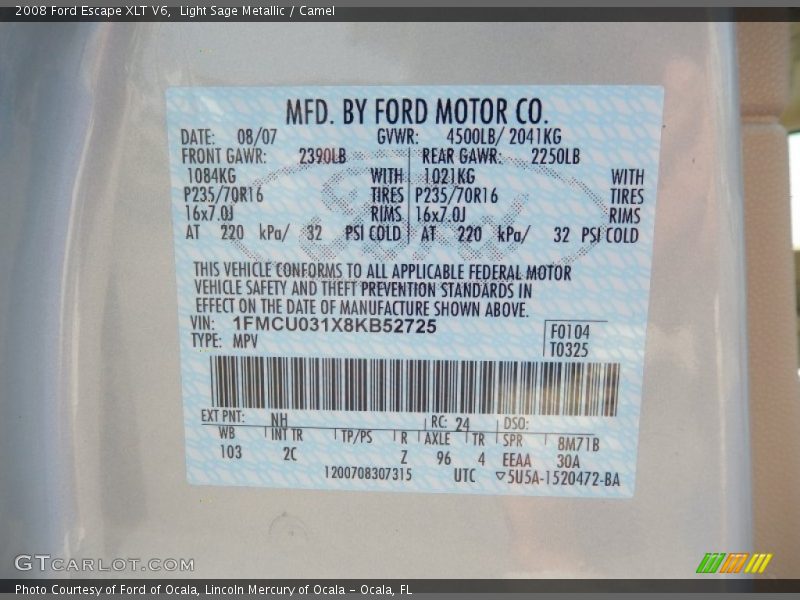 2008 Ford Escape XLT V6,  Light Sage Metallic / Camel
MFD. BY FORD MOTOR CO.
DATE: 08/07 GVWR: 4500LB/ 2041KG
FRONT GAWR: 2390LB REAR GAWR: 2250LB
1084KG WITH 1021KG WITH
P235/70R16 TIRES P235/70R16 TIRES
16x7.0J RIMS 16x7.0J RIMS
AT 220 kPa/ 32 PSI COLD AT 220 kPa/ 32 PSI COLD
THIS VEHICLE CONFORMS TO ALL APPLICABLE FEDERAL MOTOR
VEHICLE SAFETY AND THEFT PREVENTION STANDARDS IN
EFFECT ON THE DATE OF MANUFACTURE SHOWN ABOVE.
VIN: 1FMCU031X8KB52725 F0104
TYPE: MPV T0325
EXT PNT: NH RC: 24 DSO:
WB INT TR TP/PS R AXLE TR SPR 8M71B
103 2C Z 96 4 EEAA 30A
1200708307315 UTC ▽5U5A-1520472-BA
GTCARLOT.COM
Photo Courtesy of Ford of Ocala, Lincoln Mercury of Ocala - Ocala, FL